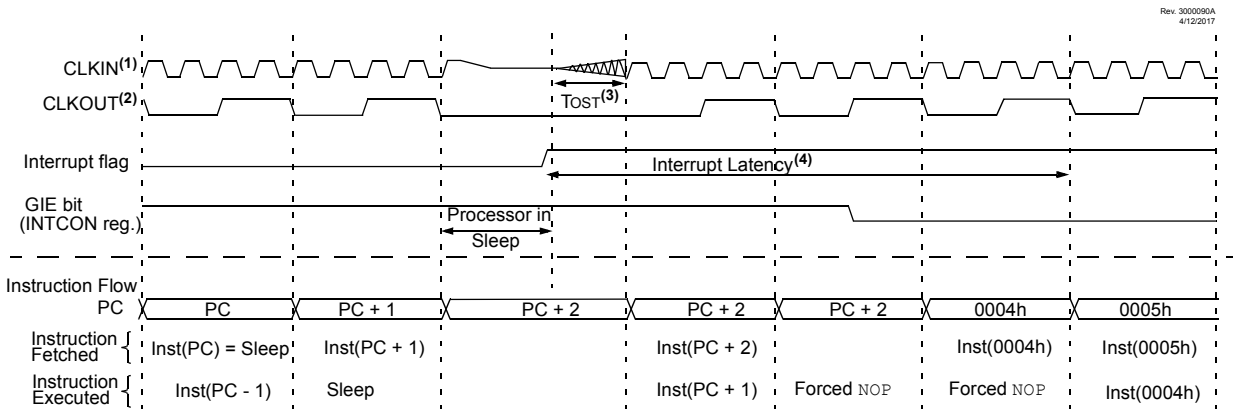 Rev. 3000090A
4/12/2017
CLKIN(1)
TOST(3)
CLKOUT(2)
Interrupt flag
Interrupt Latency(4)
GIE bit
(INTCON reg.)
Processor in
Sleep
Instruction Flow
PC PC PC + 1 PC + 2 PC + 2 PC + 2 0004h 0005h
Instruction
Fetched { Inst(PC) = Sleep Inst(PC + 1) Inst(PC + 2) Inst(0004h) Inst(0005h)
Instruction
Executed { Inst(PC - 1) Sleep Inst(PC + 1) Forced NOP Forced NOP Inst(0004h)